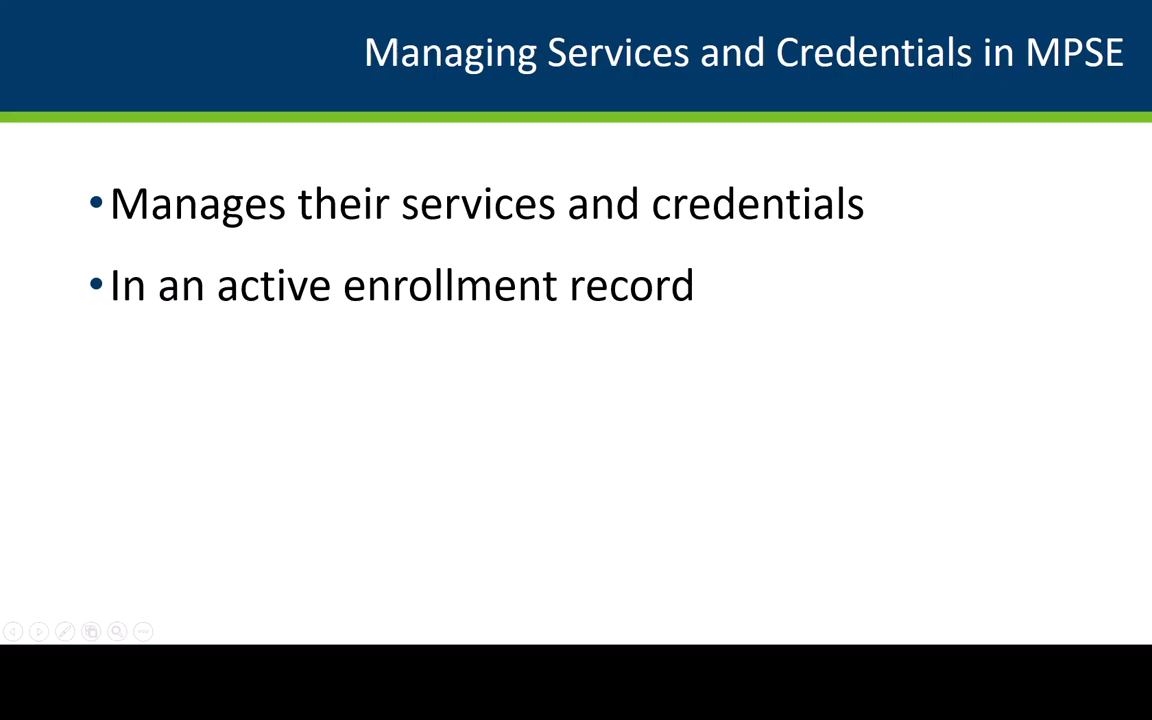 Managing Services and Credentials in MPSE
•Manages their services and credentials
•In an active enrollment record